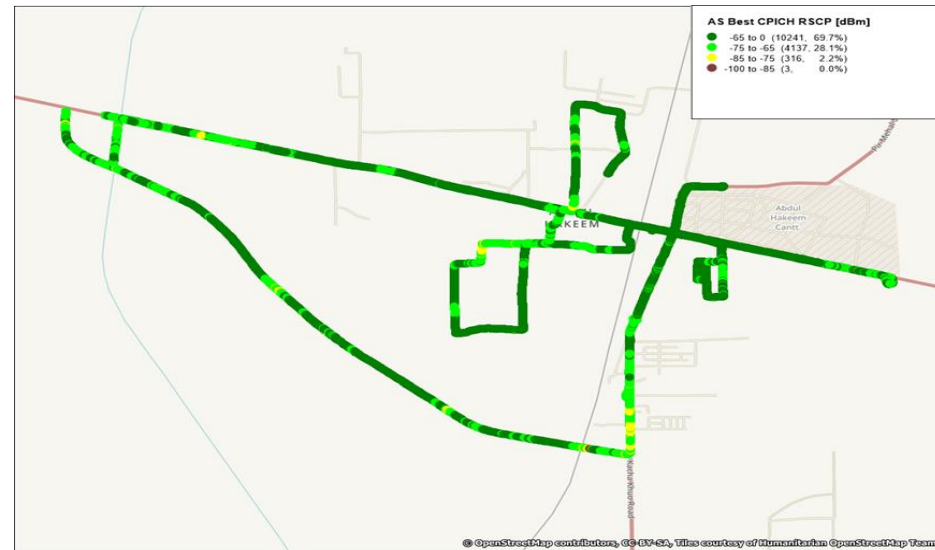 AS Best CPICH RSCP [dBm]
-65 to 0 (10241, 69.7%)
-75 to -65 (4137, 28.1%)
-85 to -75 (316, 2.2%)
-100 to -85 (3, 0.0%)
Abdul
Hakeem
Cantt
HAKEEM
© OpenStreetMap contributors, CC-BY-SA, Tiles courtesy of Humanitarian OpenStreetMap Team